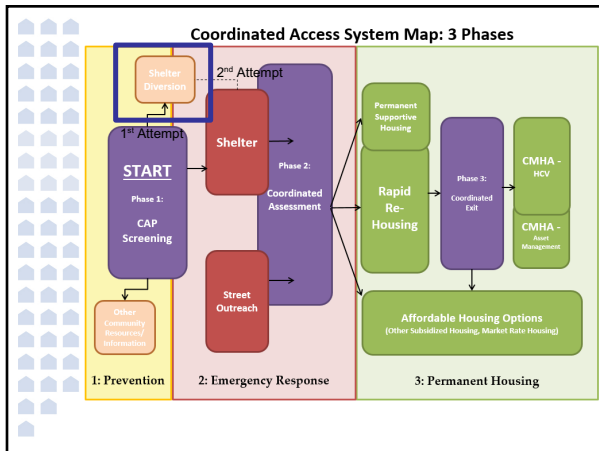 Coordinated Access System Map: 3 Phases
Shelter
Diversion
2nd Attempt
1st Attempt
START
Phase 1:
CAP
Screening
Other
Community
Resources/
Information
1: Prevention
Shelter
Phase 2:
Coordinated
Assessment
Street
Outreach
2: Emergency Response
Permanent
Supportive
Housing
Rapid
Re-
Housing
Phase 3:
Coordinated
Exit
CMHA -
HCV
CMHA -
Asset
Management
Affordable Housing Options
(Other Subsidized Housing, Market Rate Housing)
3: Permanent Housing